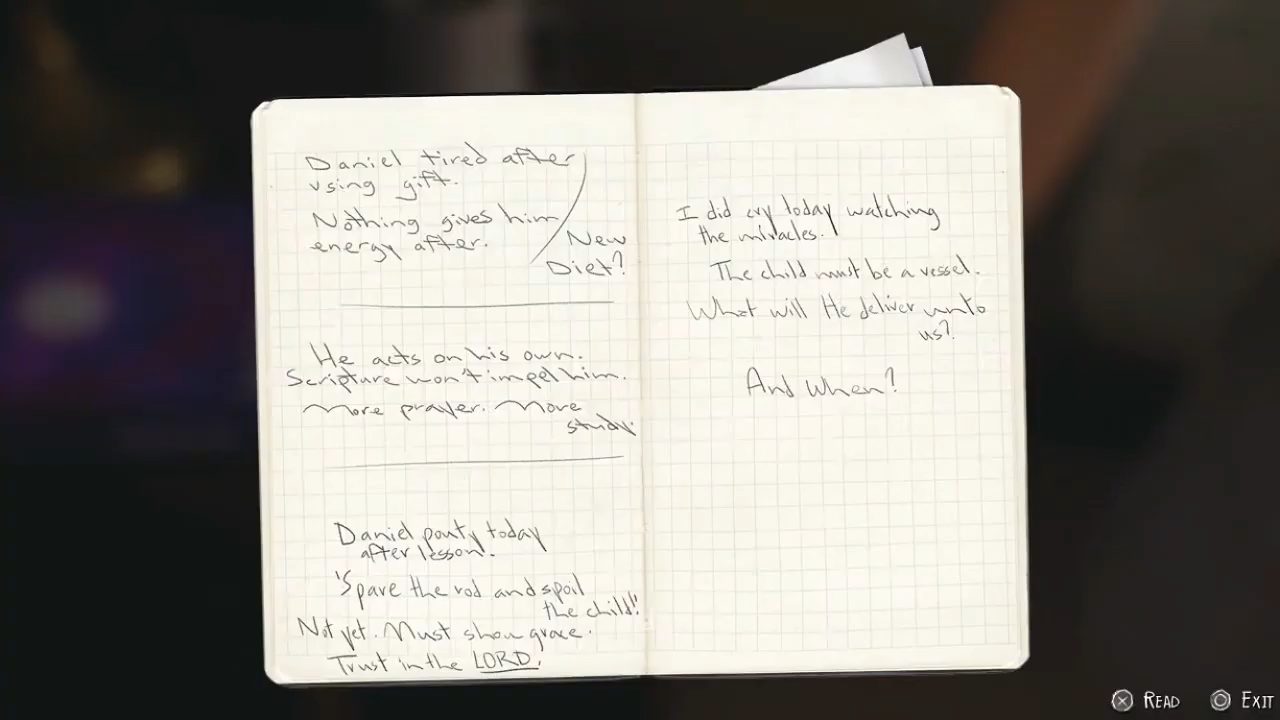 Daniel tired after
using gift.
Nothing gives him
energy after.
New
Diet?
He acts on his own.
Scripture won't impel him.
More prayer. More
study.
Daniel pouty today
after lesson.
'Spare the rod and spoil
the child!'
Not yet. Must show grace.
Trust in the LORD.
I did cry today watching
the miracles.
The child must be a vessel.
What will He deliver unto
us?
And when?
READ
EXIT